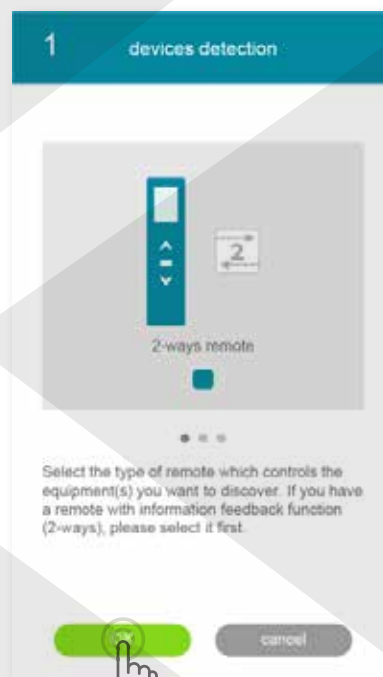 1 devices detection
2
2-ways remote
Select the type of remote which controls the
equipment(s) you want to discover. If you have
a remote with information feedback function
(2-ways), please select it first.
cancel